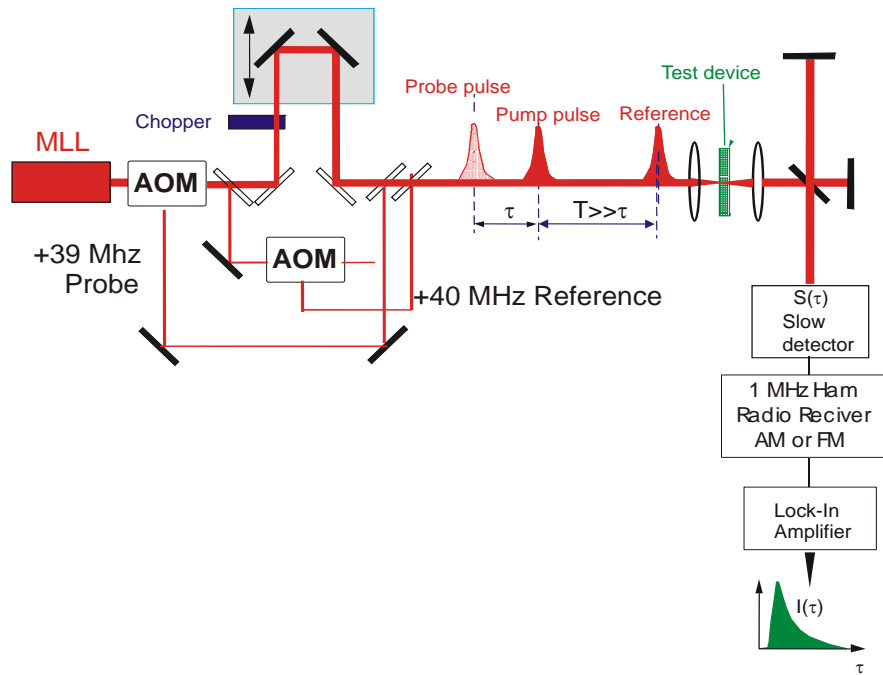 Test device
Probe pulse
Pump pulse
Reference
Chopper
MLL
AOM
τ
T>>τ
+39 Mhz
Probe
AOM
+40 MHz Reference
S(τ)
Slow
detector
1 MHz Ham
Radio Reciver
AM or FM
Lock-In
Amplifier
I(τ)
τ